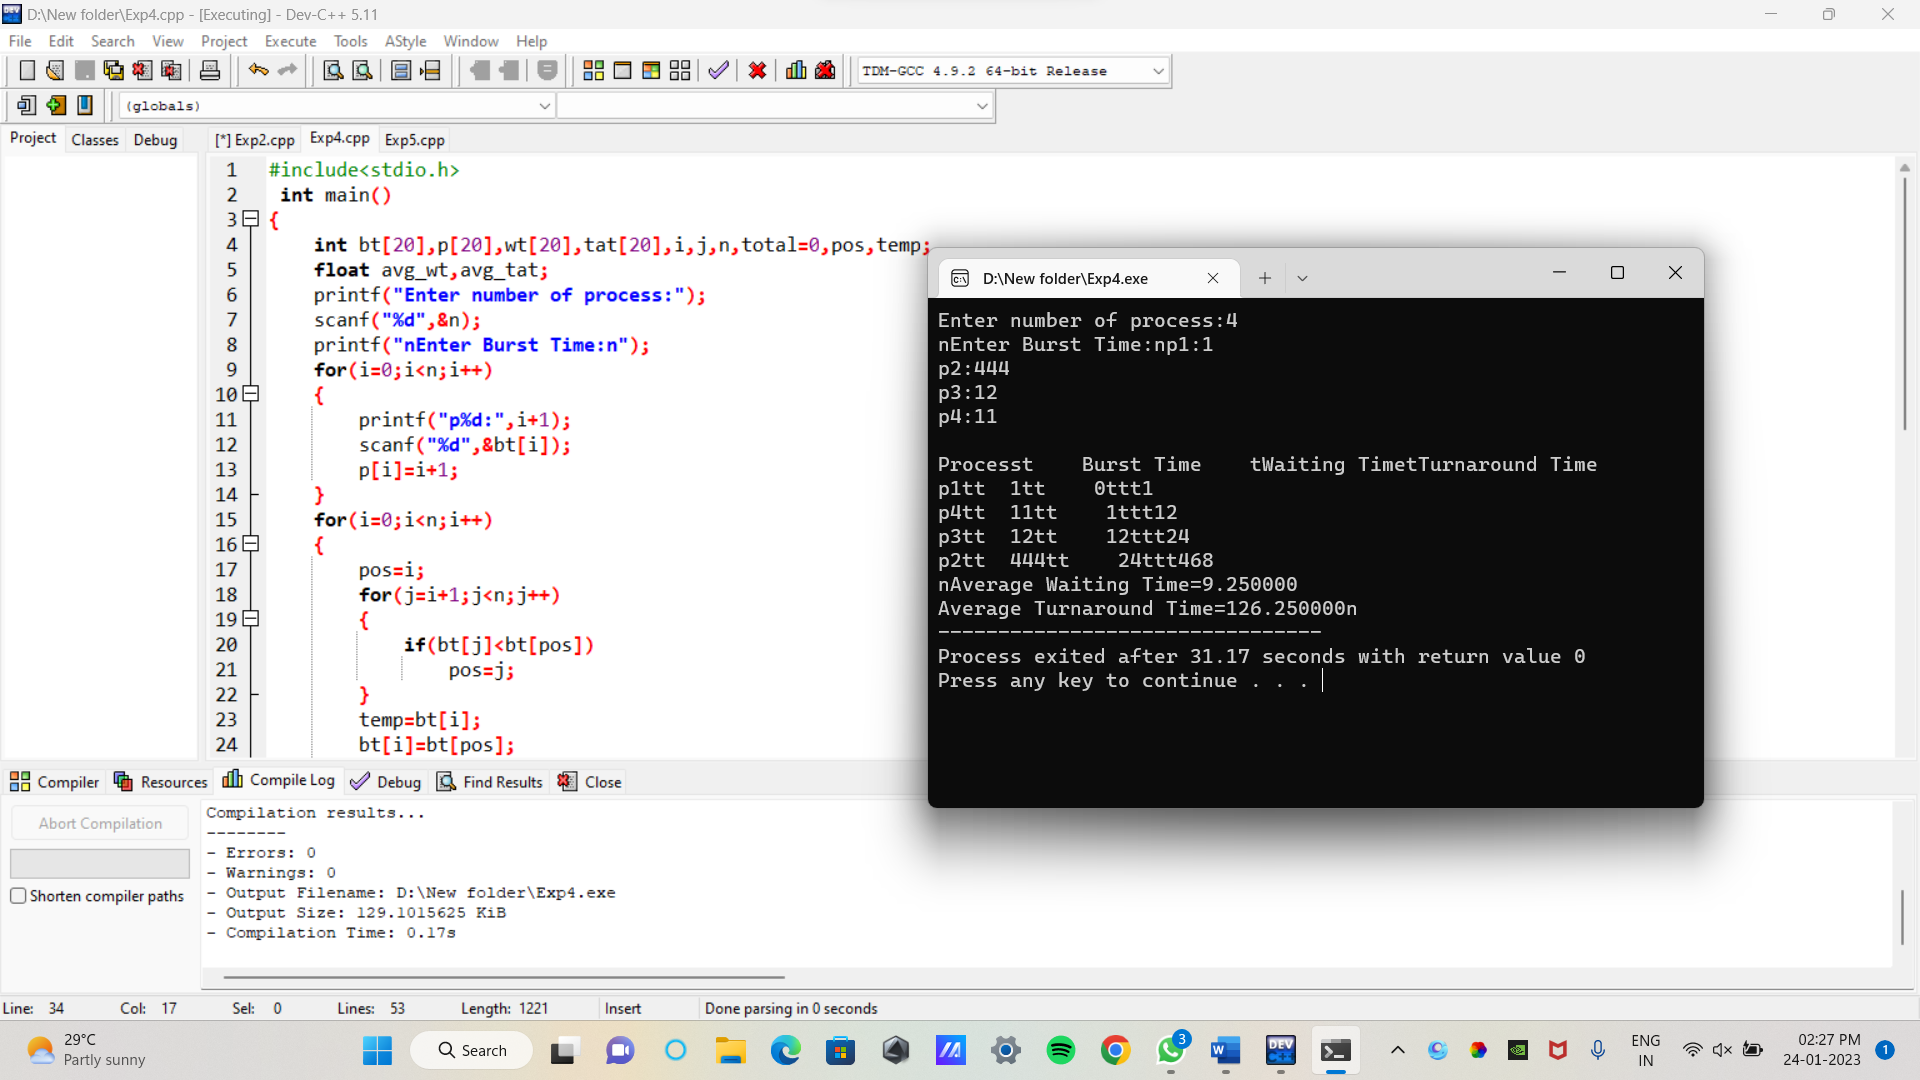 D:\New folder\Exp4.cpp - [Executing] - Dev-C++ 5.11
File Edit Search View Project Execute Tools AStyle Window Help
TDM-GCC 4.9.2 64-bit Release
(globals)
Project Classes Debug [*] Exp2.cpp Exp4.cpp Exp5.cpp
1 #include<stdio.h>
2 int main()
3 {
4 int bt[20],p[20],wt[20],tat[20],i,j,n,total=0,pos,temp;
5 float avg_wt,avg_tat;
6 printf("Enter number of process:");
7 scanf("%d",&n);
8 printf("nEnter Burst Time:n");
9 for(i=0;i<n;i++)
10 {
11 printf("p%d:",i+1);
12 scanf("%d",&bt[i]);
13 p[i]=i+1;
14 }
15 for(i=0;i<n;i++)
16 {
17 pos=i;
18 for(j=i+1;j<n;j++)
19 {
20 if(bt[j]<bt[pos])
21 pos=j;
22 }
23 temp=bt[i];
24 bt[i]=bt[pos];
D:\New folder\Exp4.exe
Enter number of process:4
nEnter Burst Time:np1:1
p2:444
p3:12
p4:11
Processt Burst Time tWaiting TimetTurnaround Time
p1tt 1tt 0ttt1
p4tt 11tt 1ttt12
p3tt 12tt 12ttt24
p2tt 444tt 24ttt468
nAverage Waiting Time=9.250000
Average Turnaround Time=126.250000n
--------------------------------
Process exited after 31.17 seconds with return value 0
Press any key to continue . . .
Compiler Resources Compile Log Debug Find Results Close
Abort Compilation
Shorten compiler paths
Compilation results...
--------
- Errors: 0
- Warnings: 0
- Output Filename: D:\New folder\Exp4.exe
- Output Size: 129.1015625 KiB
- Compilation Time: 0.17s
Line: 34 Col: 17 Sel: 0 Lines: 53 Length: 1221 Insert Done parsing in 0 seconds
29°C
Partly sunny
Search
3
DEV
ENG
IN
02:27 PM
24-01-2023
1